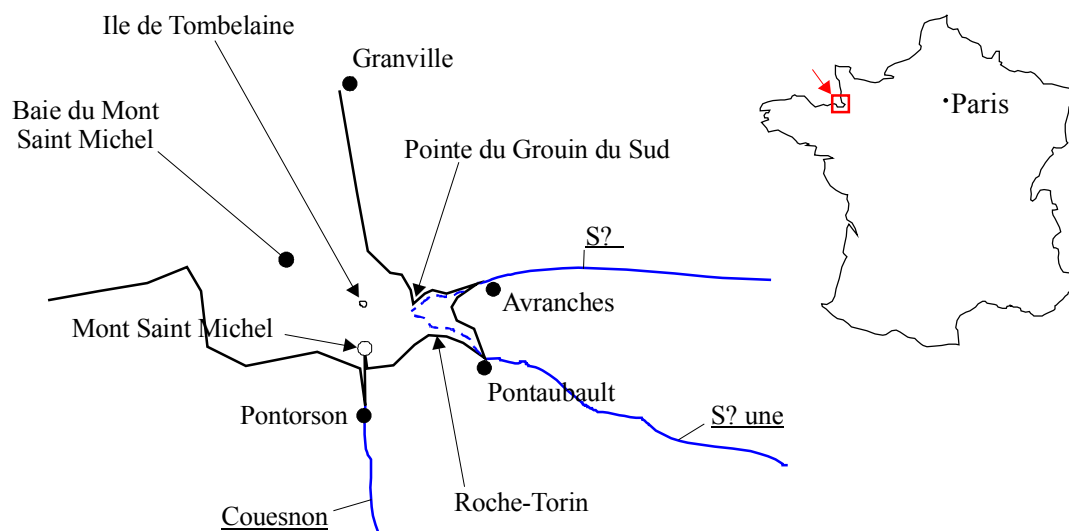 Ile de Tombelaine
Granville
Baie du Mont
Saint Michel
Pointe du Grouin du Sud
Paris
S?
Avranches
Mont Saint Michel
Pontaubault
Pontorson
S? une
Roche-Torin
Couesnon